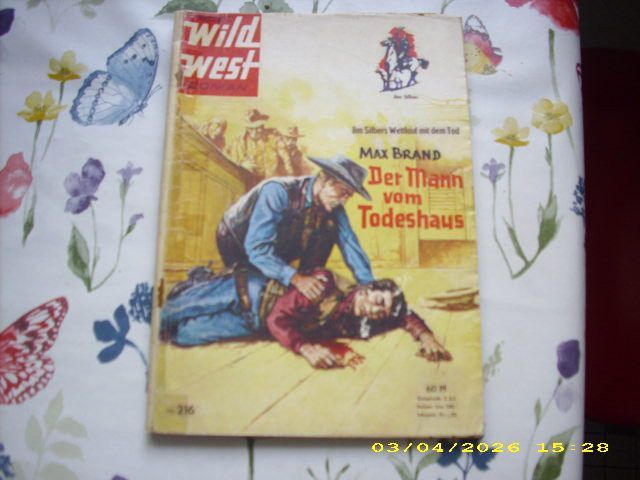 Wild
West
ROMAN
Jim Silbers Wettlauf mit dem Tod
MAX BRAND
Der Mann
vom
Todeshaus
60 Pf
216
03/04/2026 15:28